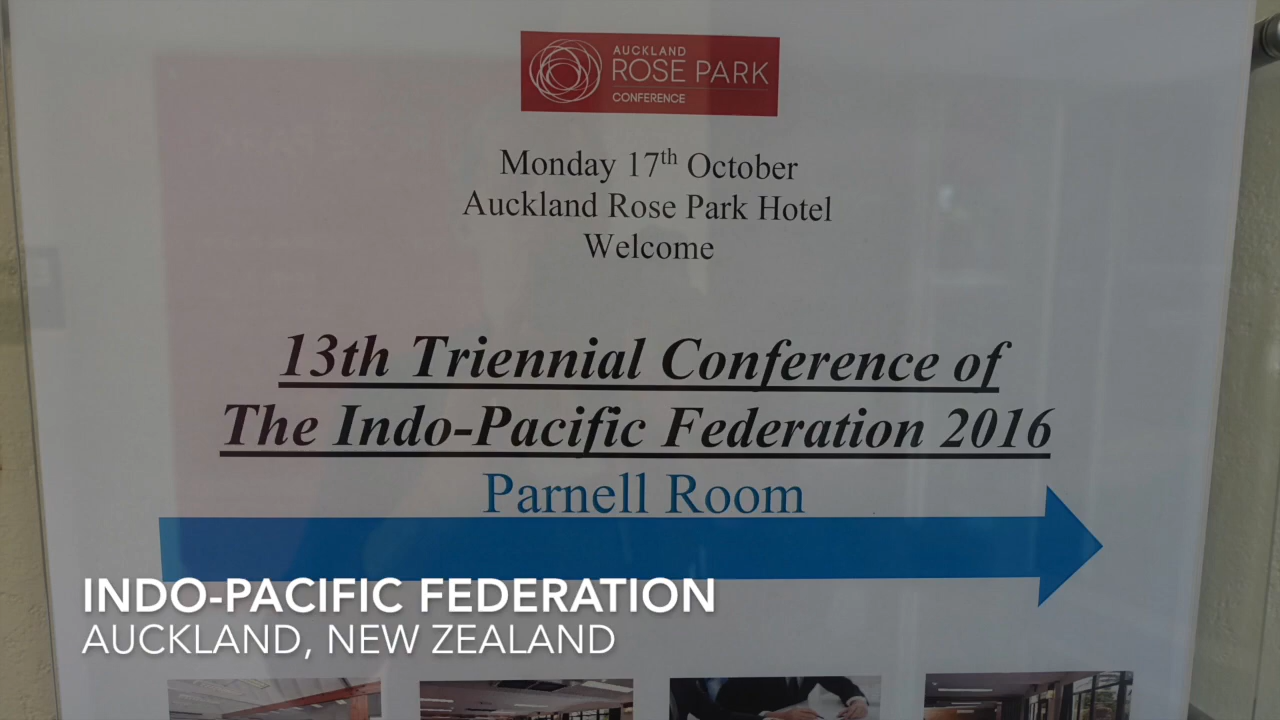 AUCKLAND
ROSE PARK
CONFERENCE
Monday 17th October
Auckland Rose Park Hotel
Welcome
13th Triennial Conference of
The Indo-Pacific Federation 2016
Parnell Room
INDO-PACIFIC FEDERATION
AUCKLAND, NEW ZEALAND